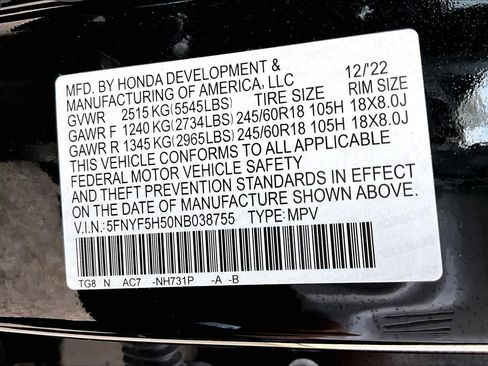 MFD. BY HONDA DEVELOPMENT &
MANUFACTURING OF AMERICA, LLC 12/'22
GVWR 2515 KG(5545LBS) TIRE SIZE RIM SIZE
GAWR F 1240 KG(2734LBS) 245/60R18 105H 18X8.0J
GAWR R 1345 KG(2965LBS) 245/60R18 105H 18X8.0J
THIS VEHICLE CONFORMS TO ALL APPLICABLE
FEDERAL MOTOR VEHICLE SAFETY, BUMPER,
AND THEFT PREVENTION STANDARDS IN EFFECT
ON THE DATE OF MANUFACTURE SHOWN ABOVE.
V.I.N.: 5FNYF5H50NB038755 TYPE: MPV
TG8 N AC7 -NH731P -A -B